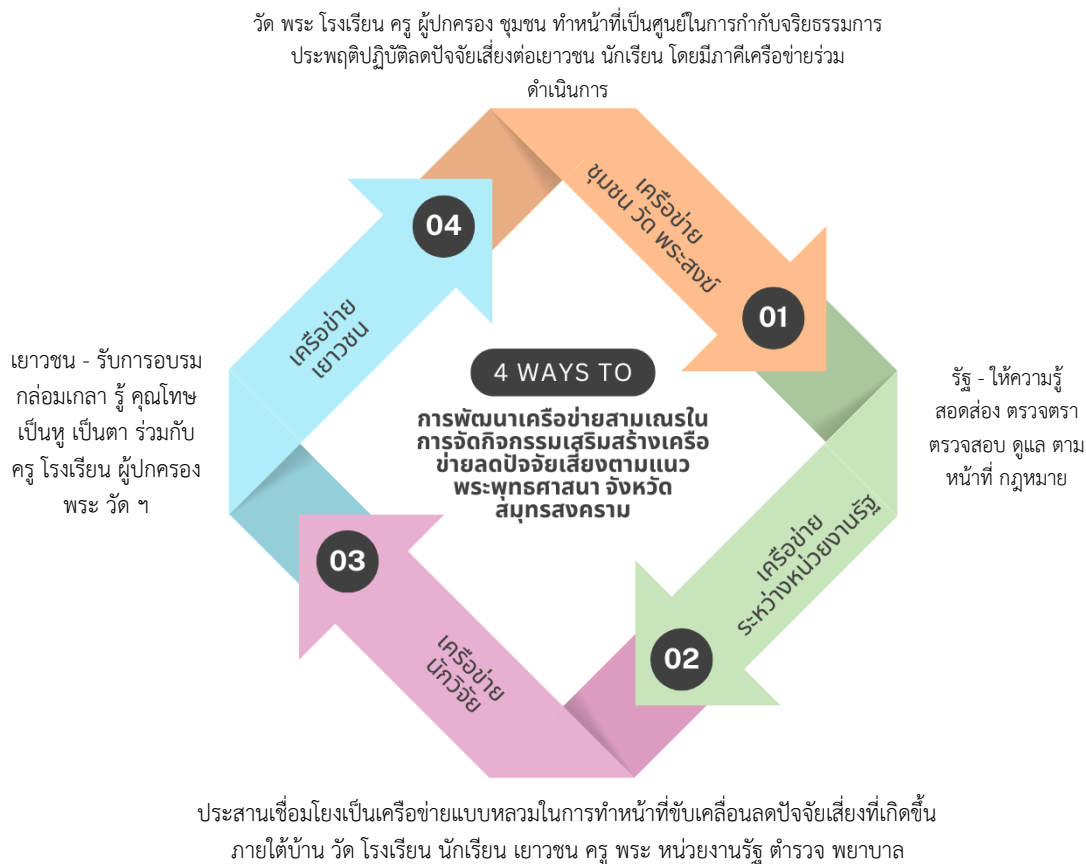 วัด พระ โรงเรียน ครู ผู้ปกครอง ชุมชน ทำหน้าที่เป็นศูนย์ในการกำกับจริยธรรมการ
ประพฤติปฏิบัติลดปัจจัยเสี่ยงต่อเยาวชน นักเรียน โดยมีภาคีเครือข่ายร่วม
ดำเนินการ
เครือข่าย
ชุมชน วัด พระสงฆ์
01
รัฐ - ให้ความรู้
สอดส่อง ตรวจตรา
ตรวจสอบ ดูแล ตาม
หน้าที่ กฎหมาย
เครือข่าย
ระหว่างหน่วยงานรัฐ
02
4 WAYS TO
การพัฒนาเครือข่ายสามเณรใน
การจัดกิจกรรมเสริมสร้างเครือ
ข่ายลดปัจจัยเสี่ยงตามแนว
พระพุทธศาสนา จังหวัด
สมุทรสงคราม
03
เครือข่าย
นักวิจัย
04
เครือข่าย
เยาวชน
เยาวชน - รับการอบรม
กล่อมเกลา รู้ คุณโทษ
เป็นหู เป็นตา ร่วมกับ
ครู โรงเรียน ผู้ปกครอง
พระ วัด ฯ
ประสานเชื่อมโยงเป็นเครือข่ายแบบหลวมในการทำหน้าที่ขับเคลื่อนลดปัจจัยเสี่ยงที่เกิดขึ้น
ภายใต้บ้าน วัด โรงเรียน นักเรียน เยาวชน ครู พระ หน่วยงานรัฐ ตำรวจ พยาบาล